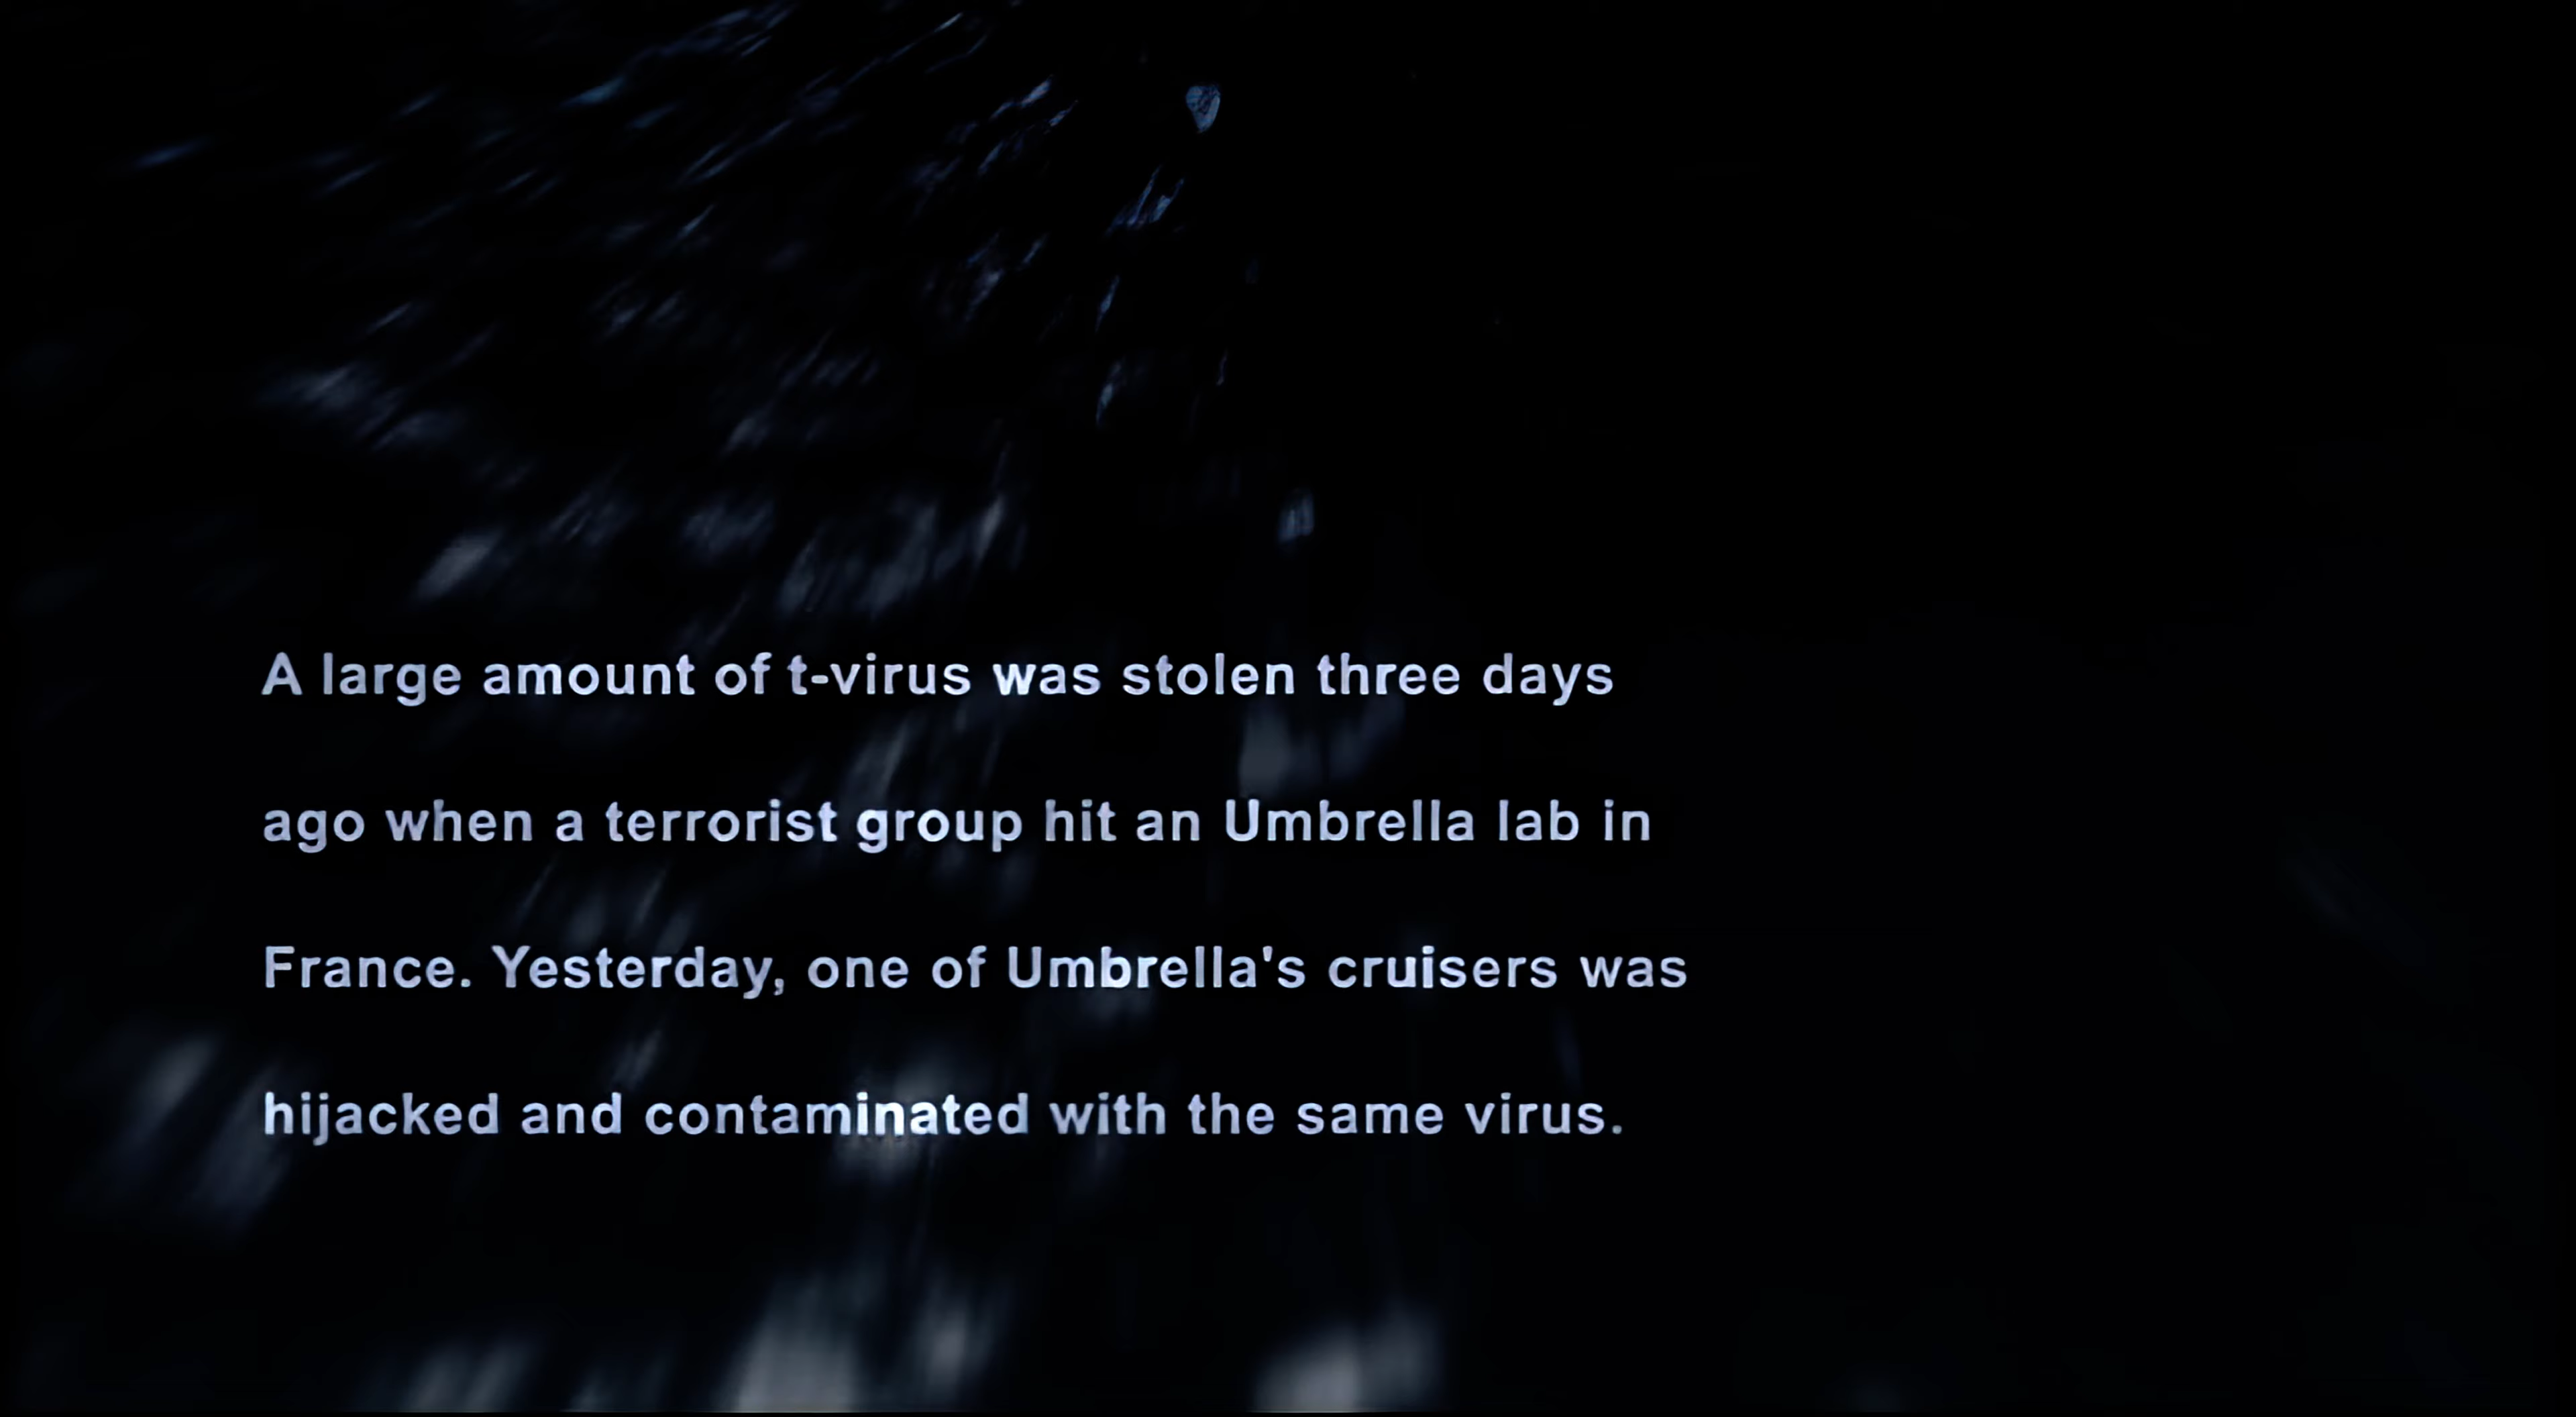 A large amount of t-virus was stolen three days
ago when a terrorist group hit an Umbrella lab in
France. Yesterday, one of Umbrella's cruisers was
hijacked and contaminated with the same virus.